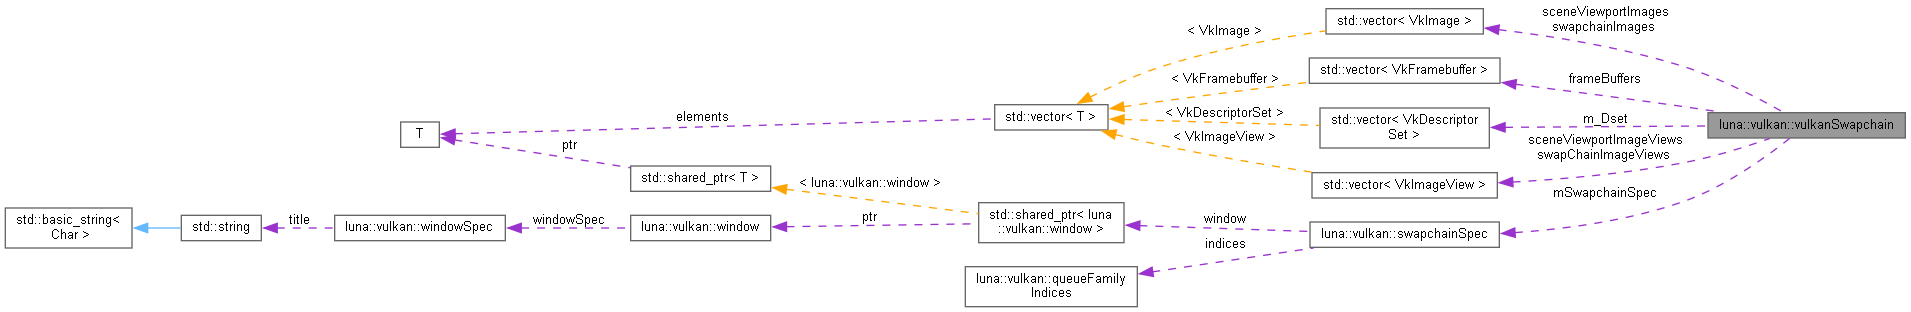 sceneViewportImages
swapchainImages
std::vector< VkImage >
< VkImage >
std::vector< VkFramebuffer >
frameBuffers
< VkFramebuffer >
std::vector< T >
elements
T
< VkDescriptorSet >
std::vector< VkDescriptor
Set >
m_Dset
luna::vulkan::vulkanSwapchain
< VkImageView >
sceneViewportImageViews
swapChainImageViews
ptr
std::shared_ptr< T >
< luna::vulkan::window >
std::vector< VkImageView >
mSwapchainSpec
std::basic_string<
Char >
std::string
title
luna::vulkan::windowSpec
windowSpec
luna::vulkan::window
ptr
std::shared_ptr< luna
::vulkan::window >
window
luna::vulkan::swapchainSpec
indices
luna::vulkan::queueFamily
Indices